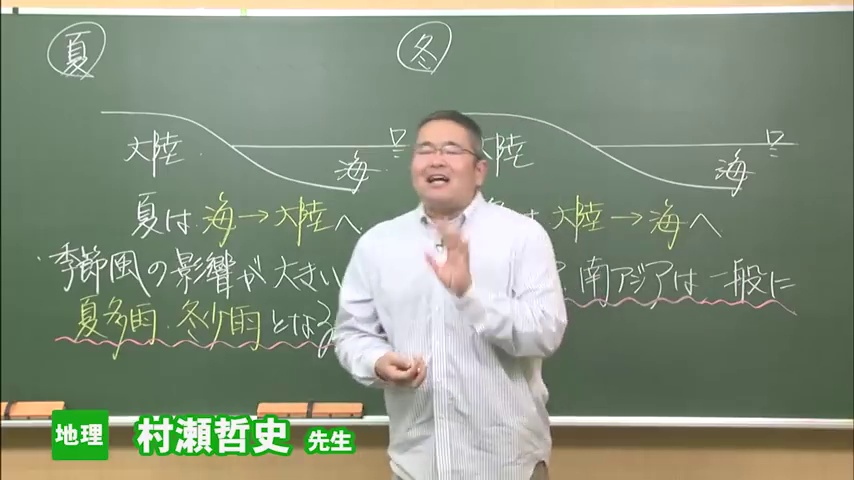 夏
冬
大陸
海
大陸
海
夏は海→大陸へ
は大陸→海へ
季節風の影響が大きい
南アジアは一般に
夏多雨・冬少雨となる
地理 村瀬哲史 先生